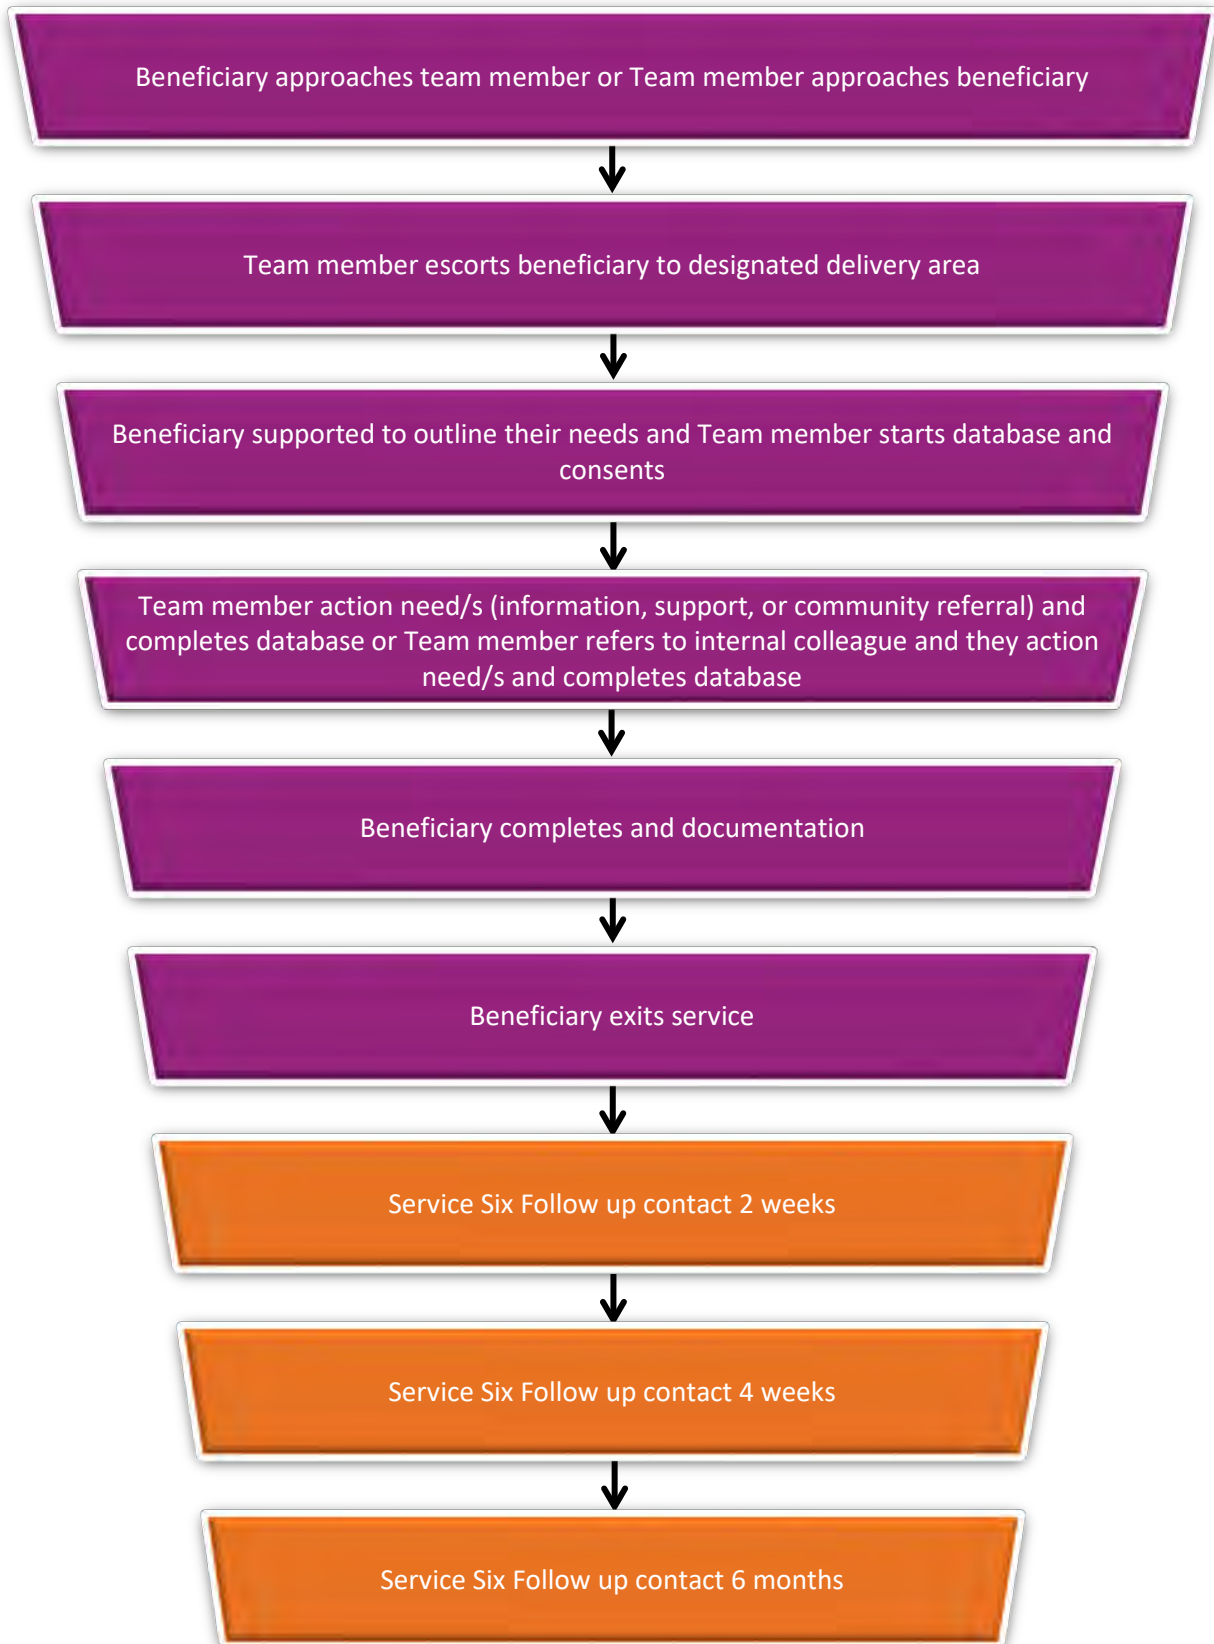 Beneficiary approaches team member or Team member approaches beneficiary
Team member escorts beneficiary to designated delivery area
Beneficiary supported to outline their needs and Team member starts database and
consents
Team member action need/s (information, support, or community referral) and
completes database or Team member refers to internal colleague and they action
need/s and completes database
Beneficiary completes and documentation
Beneficiary exits service
Service Six Follow up contact 2 weeks
Service Six Follow up contact 4 weeks
Service Six Follow up contact 6 months